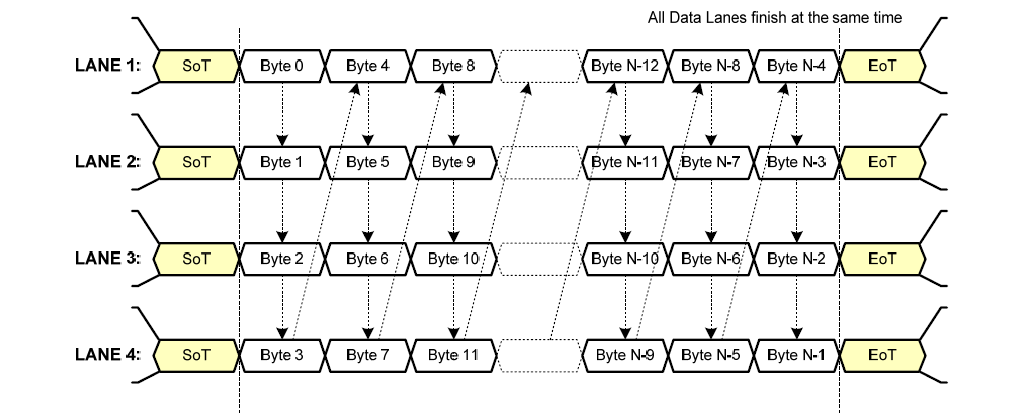 All Data Lanes finish at the same time
LANE 1: SoT Byte 0 Byte 4 Byte 8 Byte N-12 Byte N-8 Byte N-4 EoT
LANE 2: SoT Byte 1 Byte 5 Byte 9 Byte N-11 Byte N-7 Byte N-3 EoT
LANE 3: SoT Byte 2 Byte 6 Byte 10 Byte N-10 Byte N-6 Byte N-2 EoT
LANE 4: SoT Byte 3 Byte 7 Byte 11 Byte N-9 Byte N-5 Byte N-1 EoT